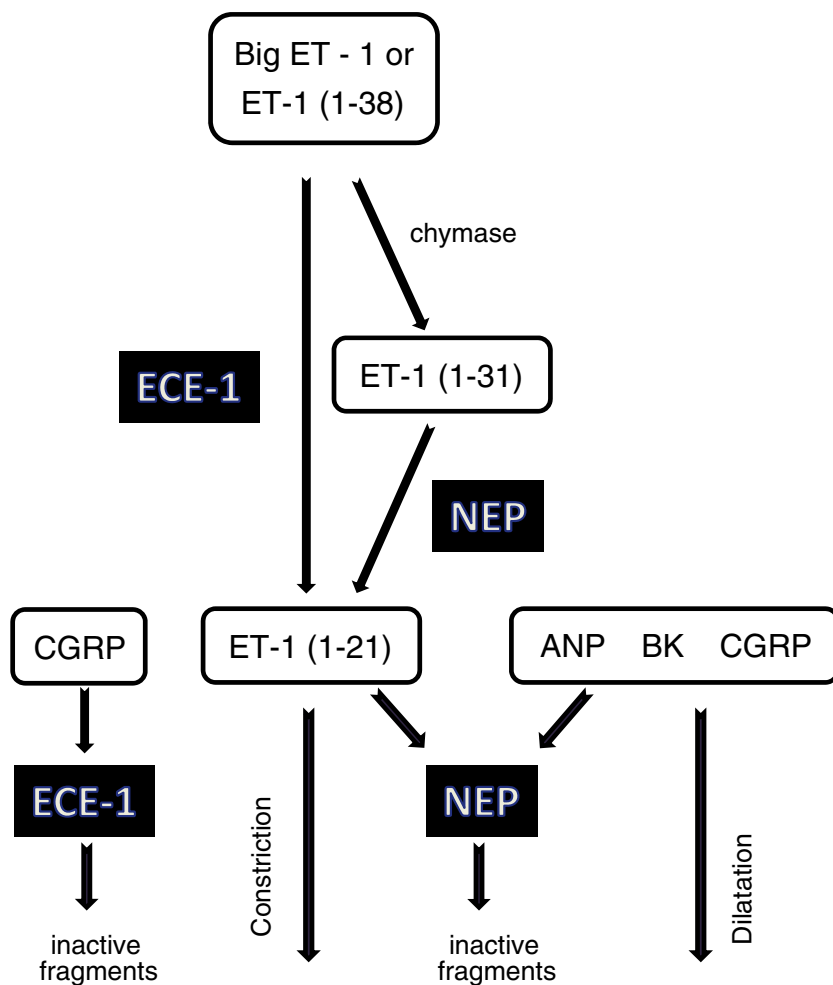 Big ET - 1 or
ET-1 (1-38)
chymase
ECE-1
ET-1 (1-31)
NEP
CGRP
ET-1 (1-21)
ANP BK CGRP
ECE-1
NEP
Constriction
Dilatation
inactive
fragments
inactive
fragments